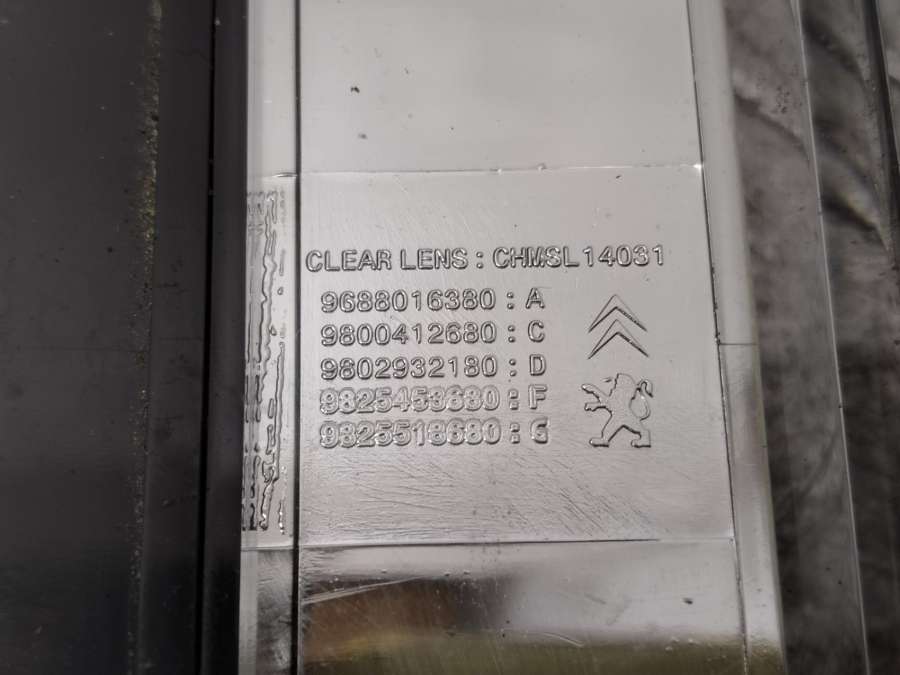 CLEAR LENS : CHMSL 14031
9688016380 : A
9800412680 : C
9802932180 : D
9825453680 : F
9825518680 : G